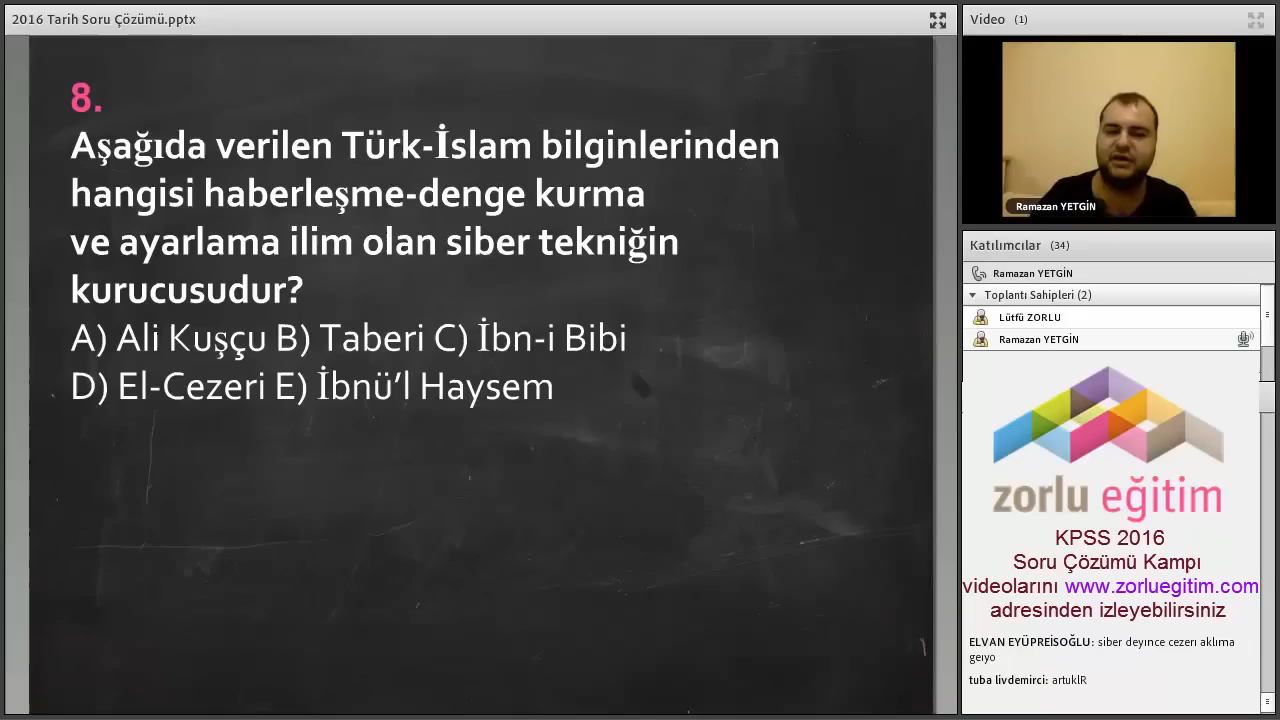 2016 Tarih Soru Çözümü.pptx
8.
Aşağıda verilen Türk-İslam bilginlerinden
hangisi haberleşme-denge kurma
ve ayarlama ilim olan siber tekniğin
kurucusudur?
A) Ali Kuşçu B) Taberi C) İbn-i Bibi
D) El-Cezeri E) İbnü’l Haysem
Video (1)
Ramazan YETGİN
Katılımcılar (34)
Ramazan YETGİN
Toplantı Sahipleri (2)
Lütfü ZORLU
Ramazan YETGİN
zorlu eğitim
KPSS 2016
Soru Çözümü Kampı
videolarını www.zorluegitim.com
adresinden izleyebilirsiniz
ELVAN EYÜPREİSOĞLU: siber deyınce cezerı aklıma
geıyo
tuba livdemirci: artuklR